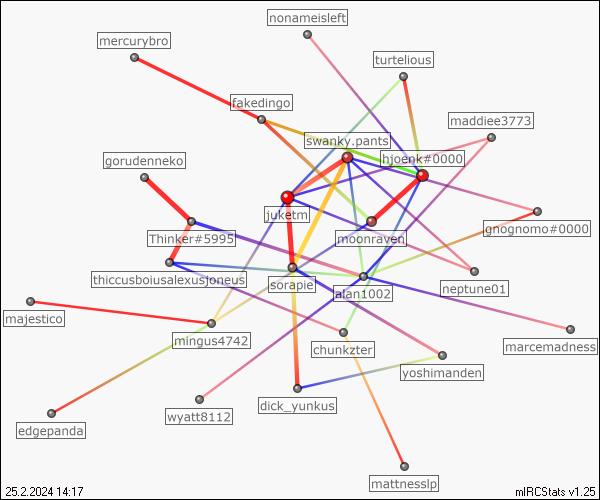 nonameisleft
mercurybro
turtelious
fakedingo
maddiee3773
swanky.pants
gorudenneko
hjoenk#0000
juketm
gnognomo#0000
Thinker#5995
moonraven
thiccusboiusalexusjoneus
sorapie
alan1002
neptune01
majestico
mingus4742
chunkzter
marcemadness
yoshimanden
wyatt8112
dick_yunkus
edgepanda
mattnesslp
25.2.2024 14:17
mIRCStats v1.25